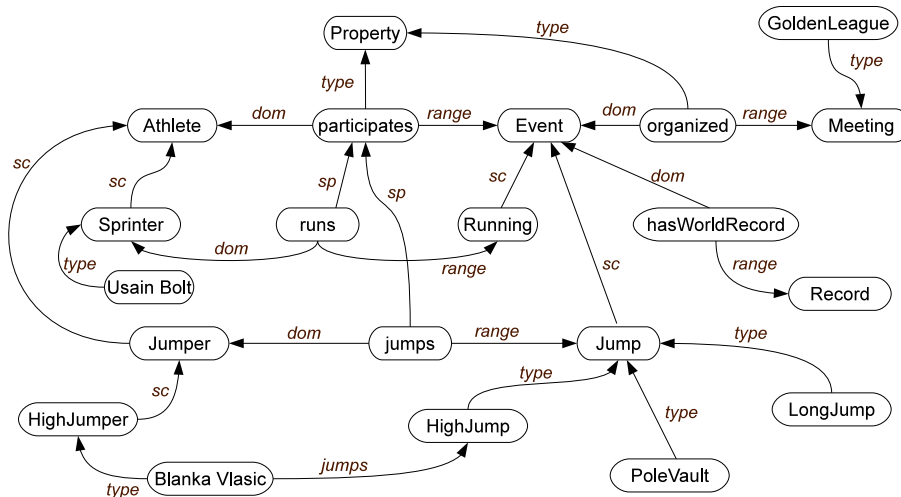 GoldenLeague
Property
type
type
type
Athlete
dom
participates
range
Event
dom
organized
range
Meeting
sc
sc
sp
sp
sc
dom
Sprinter
runs
Running
hasWorldRecord
type
dom
range
sc
range
Usain Bolt
Record
Jumper
dom
jumps
range
Jump
type
sc
type
HighJumper
HighJump
type
LongJump
type
Blanka Vlasic
jumps
PoleVault